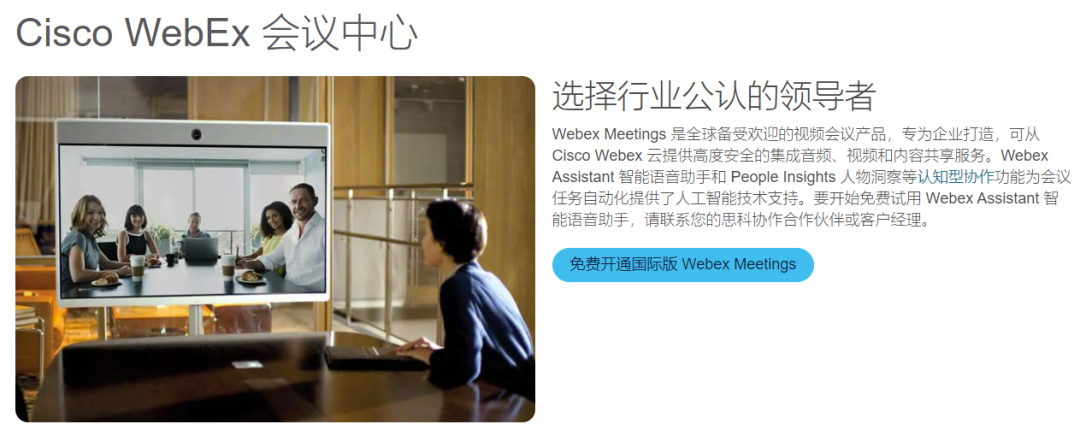 Cisco WebEx 会议中心
选择行业公认的领导者
Webex Meetings 是全球备受欢迎的视频会议产品，专为企业打造，可从
Cisco Webex 云提供高度安全的集成音频、视频和内容共享服务。Webex
Assistant 智能语音助手和 People Insights 人物洞察等认知型协作功能为会议
任务自动化提供了人工智能技术支持。要开始免费试用 Webex Assistant 智
能语音助手，请联系您的思科协作合作伙伴或客户经理。
免费开通国际版 Webex Meetings